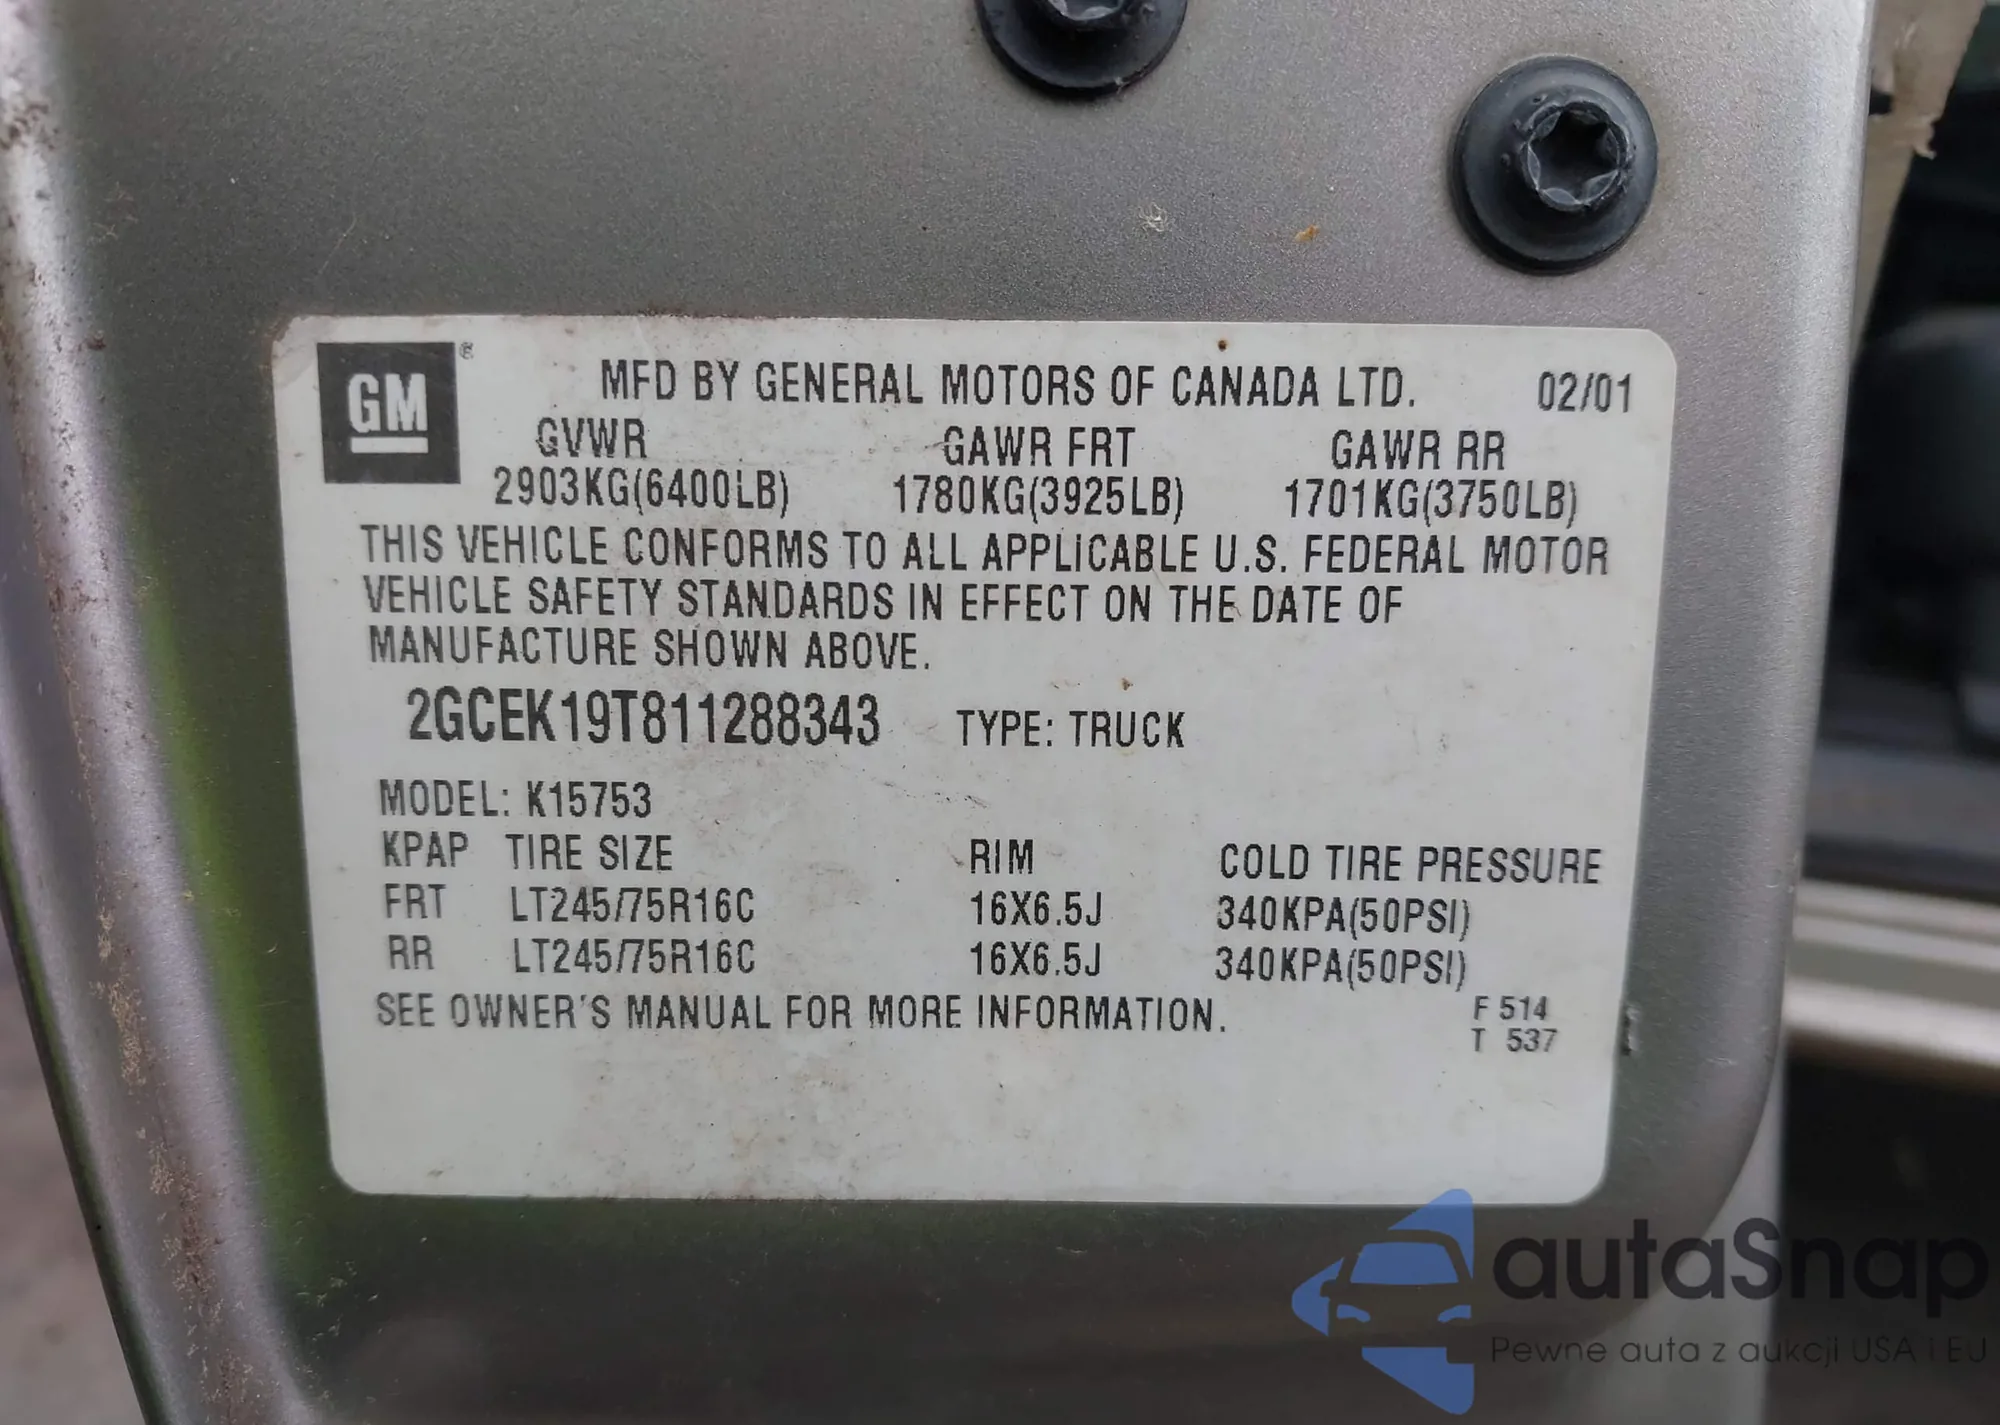 GM ®
MFD BY GENERAL MOTORS OF CANADA LTD. 02/01
GVWR GAWR FRT GAWR RR
2903KG(6400LB) 1780KG(3925LB) 1701KG(3750LB)
THIS VEHICLE CONFORMS TO ALL APPLICABLE U.S. FEDERAL MOTOR
VEHICLE SAFETY STANDARDS IN EFFECT ON THE DATE OF
MANUFACTURE SHOWN ABOVE.
2GCEK19T811288343 TYPE: TRUCK
MODEL: K15753
KPAP TIRE SIZE RIM COLD TIRE PRESSURE
FRT LT245/75R16C 16X6.5J 340KPA(50PSI)
RR LT245/75R16C 16X6.5J 340KPA(50PSI)
SEE OWNER'S MANUAL FOR MORE INFORMATION.
F 514
T 537
autaSnap
Pewne auta z aukcji USA i EU